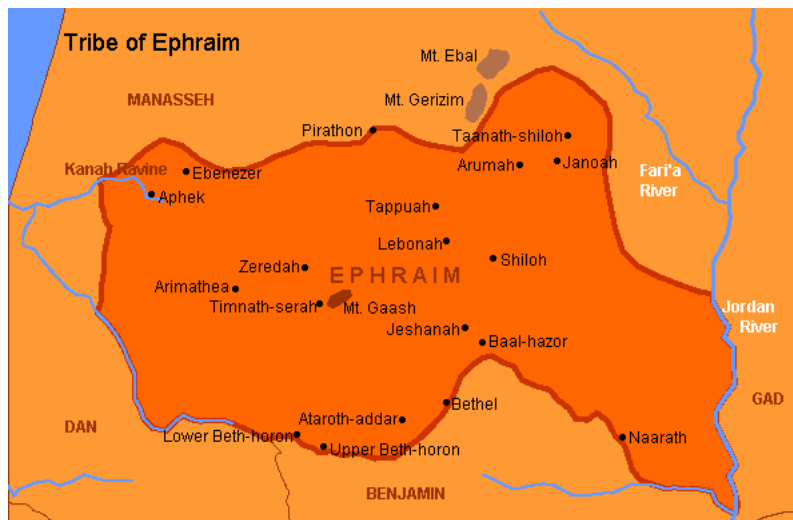 Tribe of Ephraim
Mt. Ebal
MANASSEH
Mt. Gerizim
Pirathon
Taanath-shiloh
Kanah Ravine
Ebenezer
Arumah
Janoah
Fari'a
River
Aphek
Tappuah
Lebonah
Shiloh
Zeredah
EPHRAIM
Arimathea
Timnath-serah
Mt. Gaash
Jordan
River
Jeshanah
Baal-hazor
GAD
Bethel
Ataroth-addar
DAN
Lower Beth-horon
Naarath
Upper Beth-horon
BENJAMIN